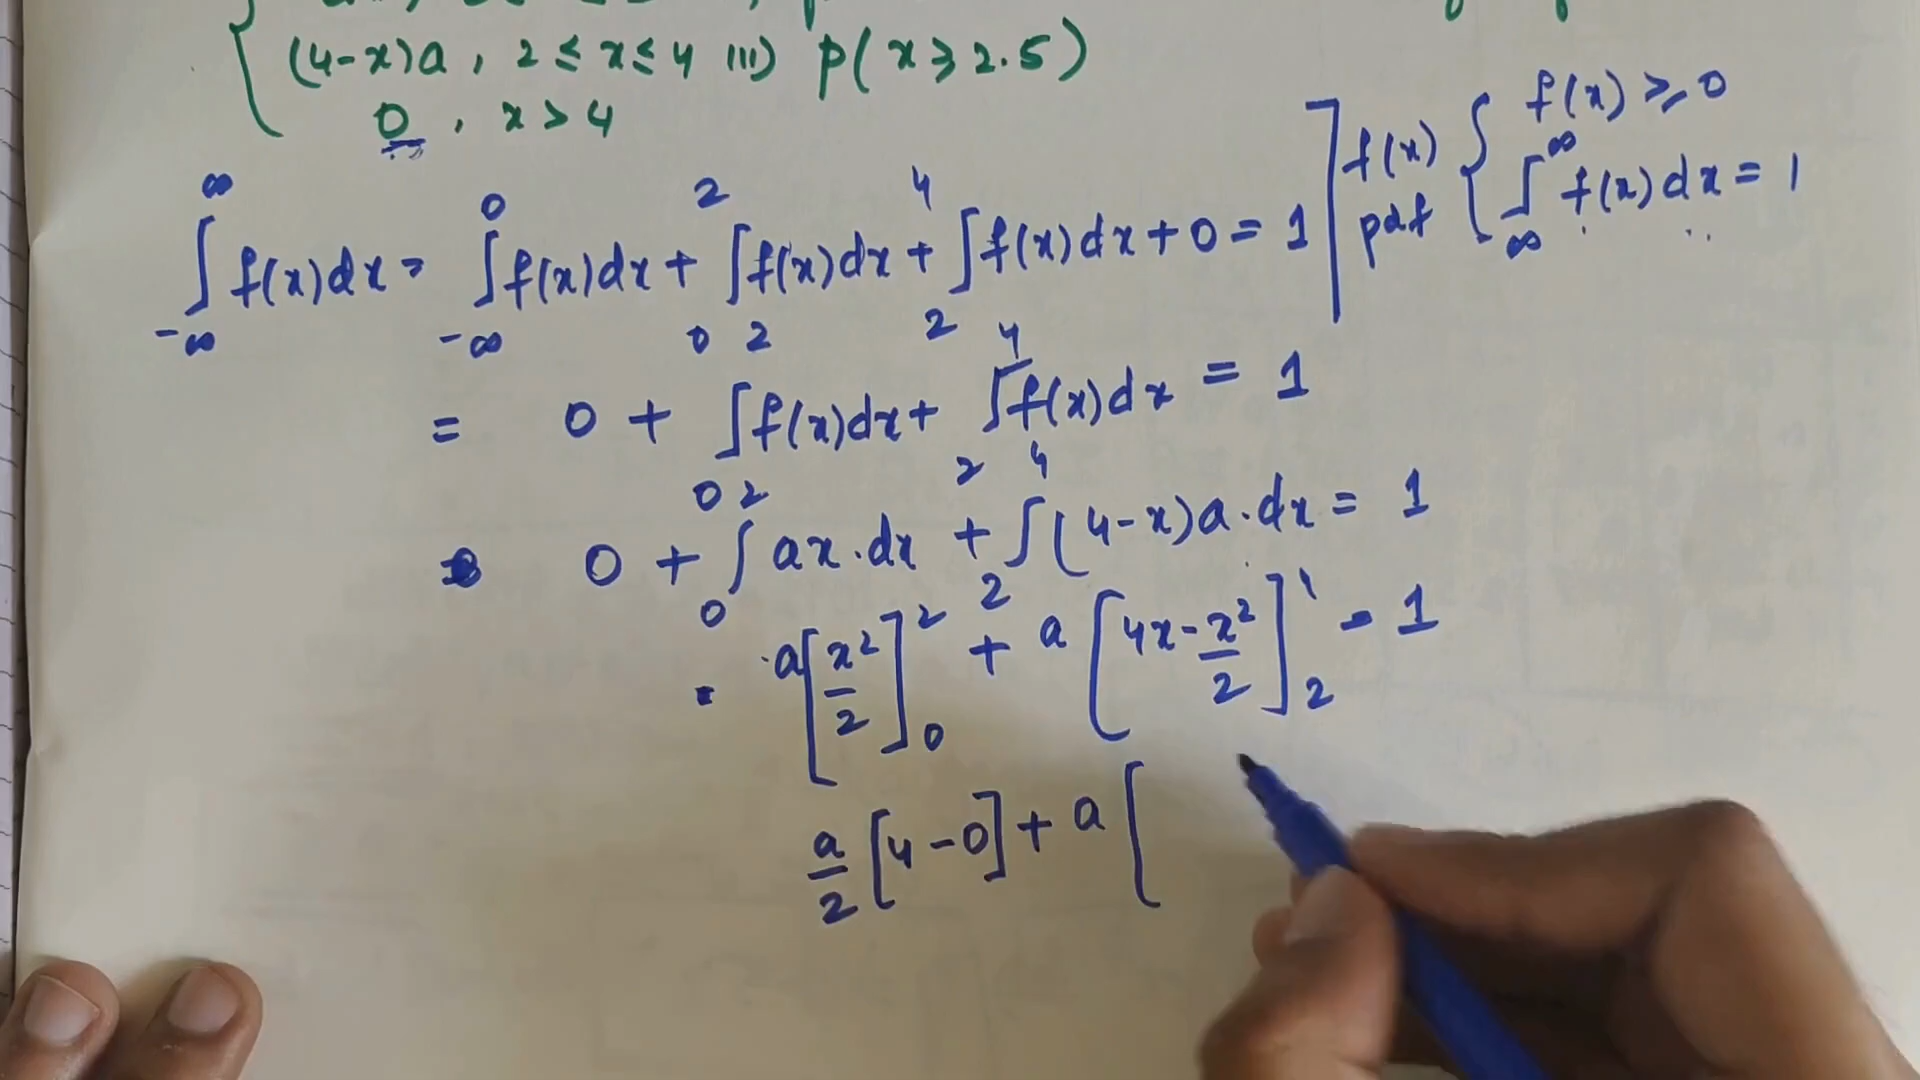 (4-x)a, 2 ≤ x ≤ 4 III) p(x ≥ 2.5)
0, x > 4
∫_{-∞}^{∞} f(x)dx = ∫_{-∞}^{0} f(x)dx + ∫_{0}^{2} f(x)dx + ∫_{2}^{4} f(x)dx + 0 = 1
f(x) pdf { f(x) ≥ 0
∫_{∞}^{∞} f(x)dx = 1
= 0 + ∫_{0}^{2} f(x)dx + ∫_{2}^{4} f(x)dx = 1
0 + ∫_{0}^{2} ax.dx + ∫_{2}^{4} (4-x)a.dx = 1
= a[x²/2]_{0}^{2} + a[4x - x²/2]_{2} = 1
a/2 [4-0] + a [